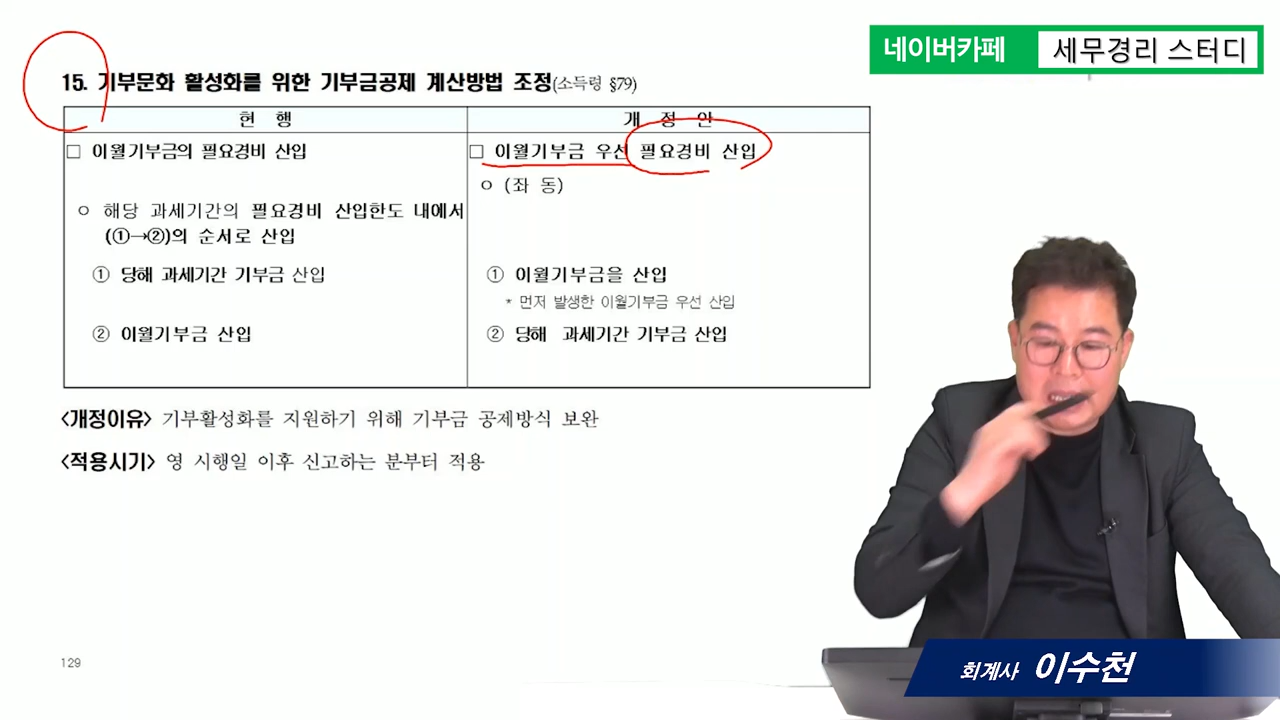 네이버카페 세무경리 스터디
15. 기부문화 활성화를 위한 기부금공제 계산방법 조정(소득령 §79)
현 행
개 정 안
□ 이월기부금의 필요경비 산입
○ 해당 과세기간의 필요경비 산입한도 내에서
(①→②)의 순서로 산입
① 당해 과세기간 기부금 산입
② 이월기부금 산입
□ 이월기부금 우선 필요경비 산입
○ (좌 동)
① 이월기부금을 산입
* 먼저 발생한 이월기부금 우선 산입
② 당해 과세기간 기부금 산입
<개정이유> 기부활성화를 지원하기 위해 기부금 공제방식 보완
<적용시기> 영 시행일 이후 신고하는 분부터 적용
129
회계사 이수천